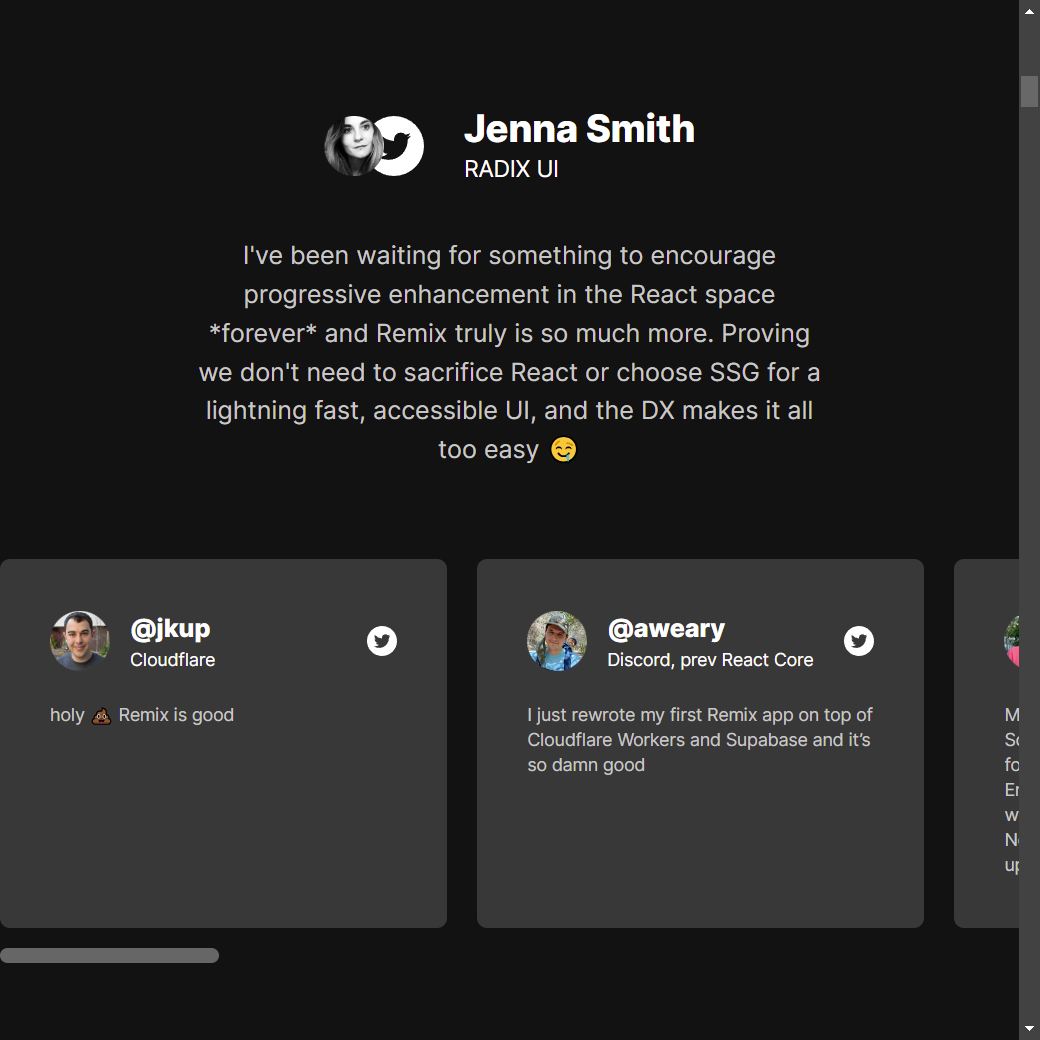 Jenna Smith
RADIX UI
I've been waiting for something to encourage
progressive enhancement in the React space
*forever* and Remix truly is so much more. Proving
we don't need to sacrifice React or choose SSG for a
lightning fast, accessible UI, and the DX makes it all
too easy 🤤
@jkup
Cloudflare
holy 💩 Remix is good
@aweary
Discord, prev React Core
I just rewrote my first Remix app on top of
Cloudflare Workers and Supabase and it’s
so damn good